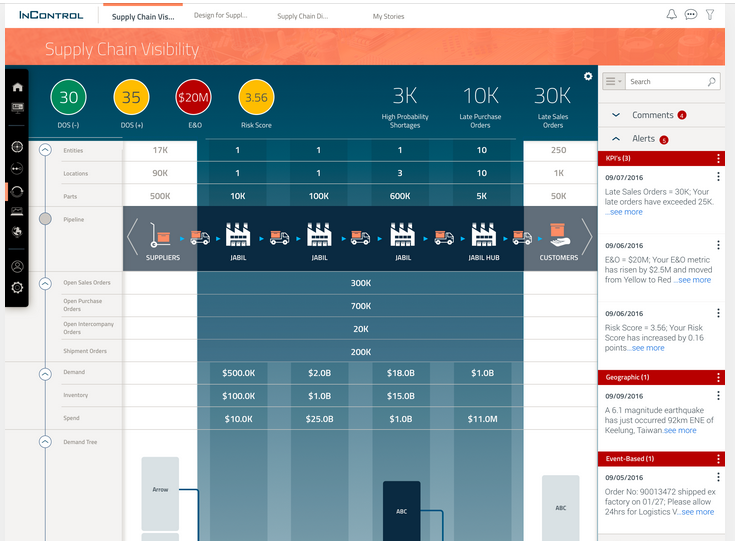 INCONTROL
Supply Chain Vis...
Design for Suppl...
Supply Chain Di...
My Stories
Supply Chain Visibility
30
35
$20M
3.56
3K
10K
30K
DOS (-)
DOS (+)
E&O
Risk Score
High Probability
Shortages
Late Purchase
Orders
Late Sales
Orders
Entities 17K 1 1 1 10 250
Locations 90K 1 1 3 10 1K
Parts 500K 10K 100K 600K 5K 50K
Pipeline
SUPPLIERS JABIL JABIL JABIL JABIL HUB CUSTOMERS
Open Sales Orders 300K
Open Purchase
Orders
700K
Open Intercompany
Orders
20K
Shipment Orders 200K
Demand $500.0K $2.0B $18.0B $1.0B
Inventory $100.0K $1.0B $15.0B
Spend $10.0K $25.0B $1.0B $11.0M
Demand Tree
Arrow
ABC
ABC
Search
Comments 4
Alerts 5
KPI's (3)
09/07/2016
Late Sales Orders = 30K; Your
late orders have exceeded 25K.
...see more
09/06/2016
E&O = $20M; Your E&O metric
has risen by $2.5M and moved
from Yellow to Red ...see more
09/06/2016
Risk Score = 3.56; Your Risk
Score has increased by 0.16
points...see more
Geographic (1)
09/09/2016
A 6.1 magnitude earthquake
has just occurred 92km ENE of
Keelung, Taiwan.see more
Event-Based (1)
09/05/2016
Order No: 90013472 shipped ex
factory on 01/27; Please allow
24hrs for Logistics V...see more